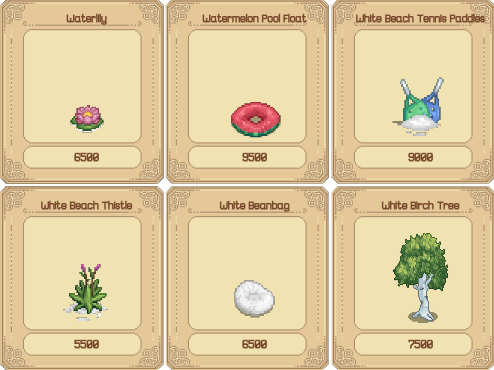 Waterlily
Watermelon Pool Float
White Beach Tennis Paddles
6500
9500
9000
White Beach Thistle
White Beanbag
White Birch Tree
5500
6500
7500